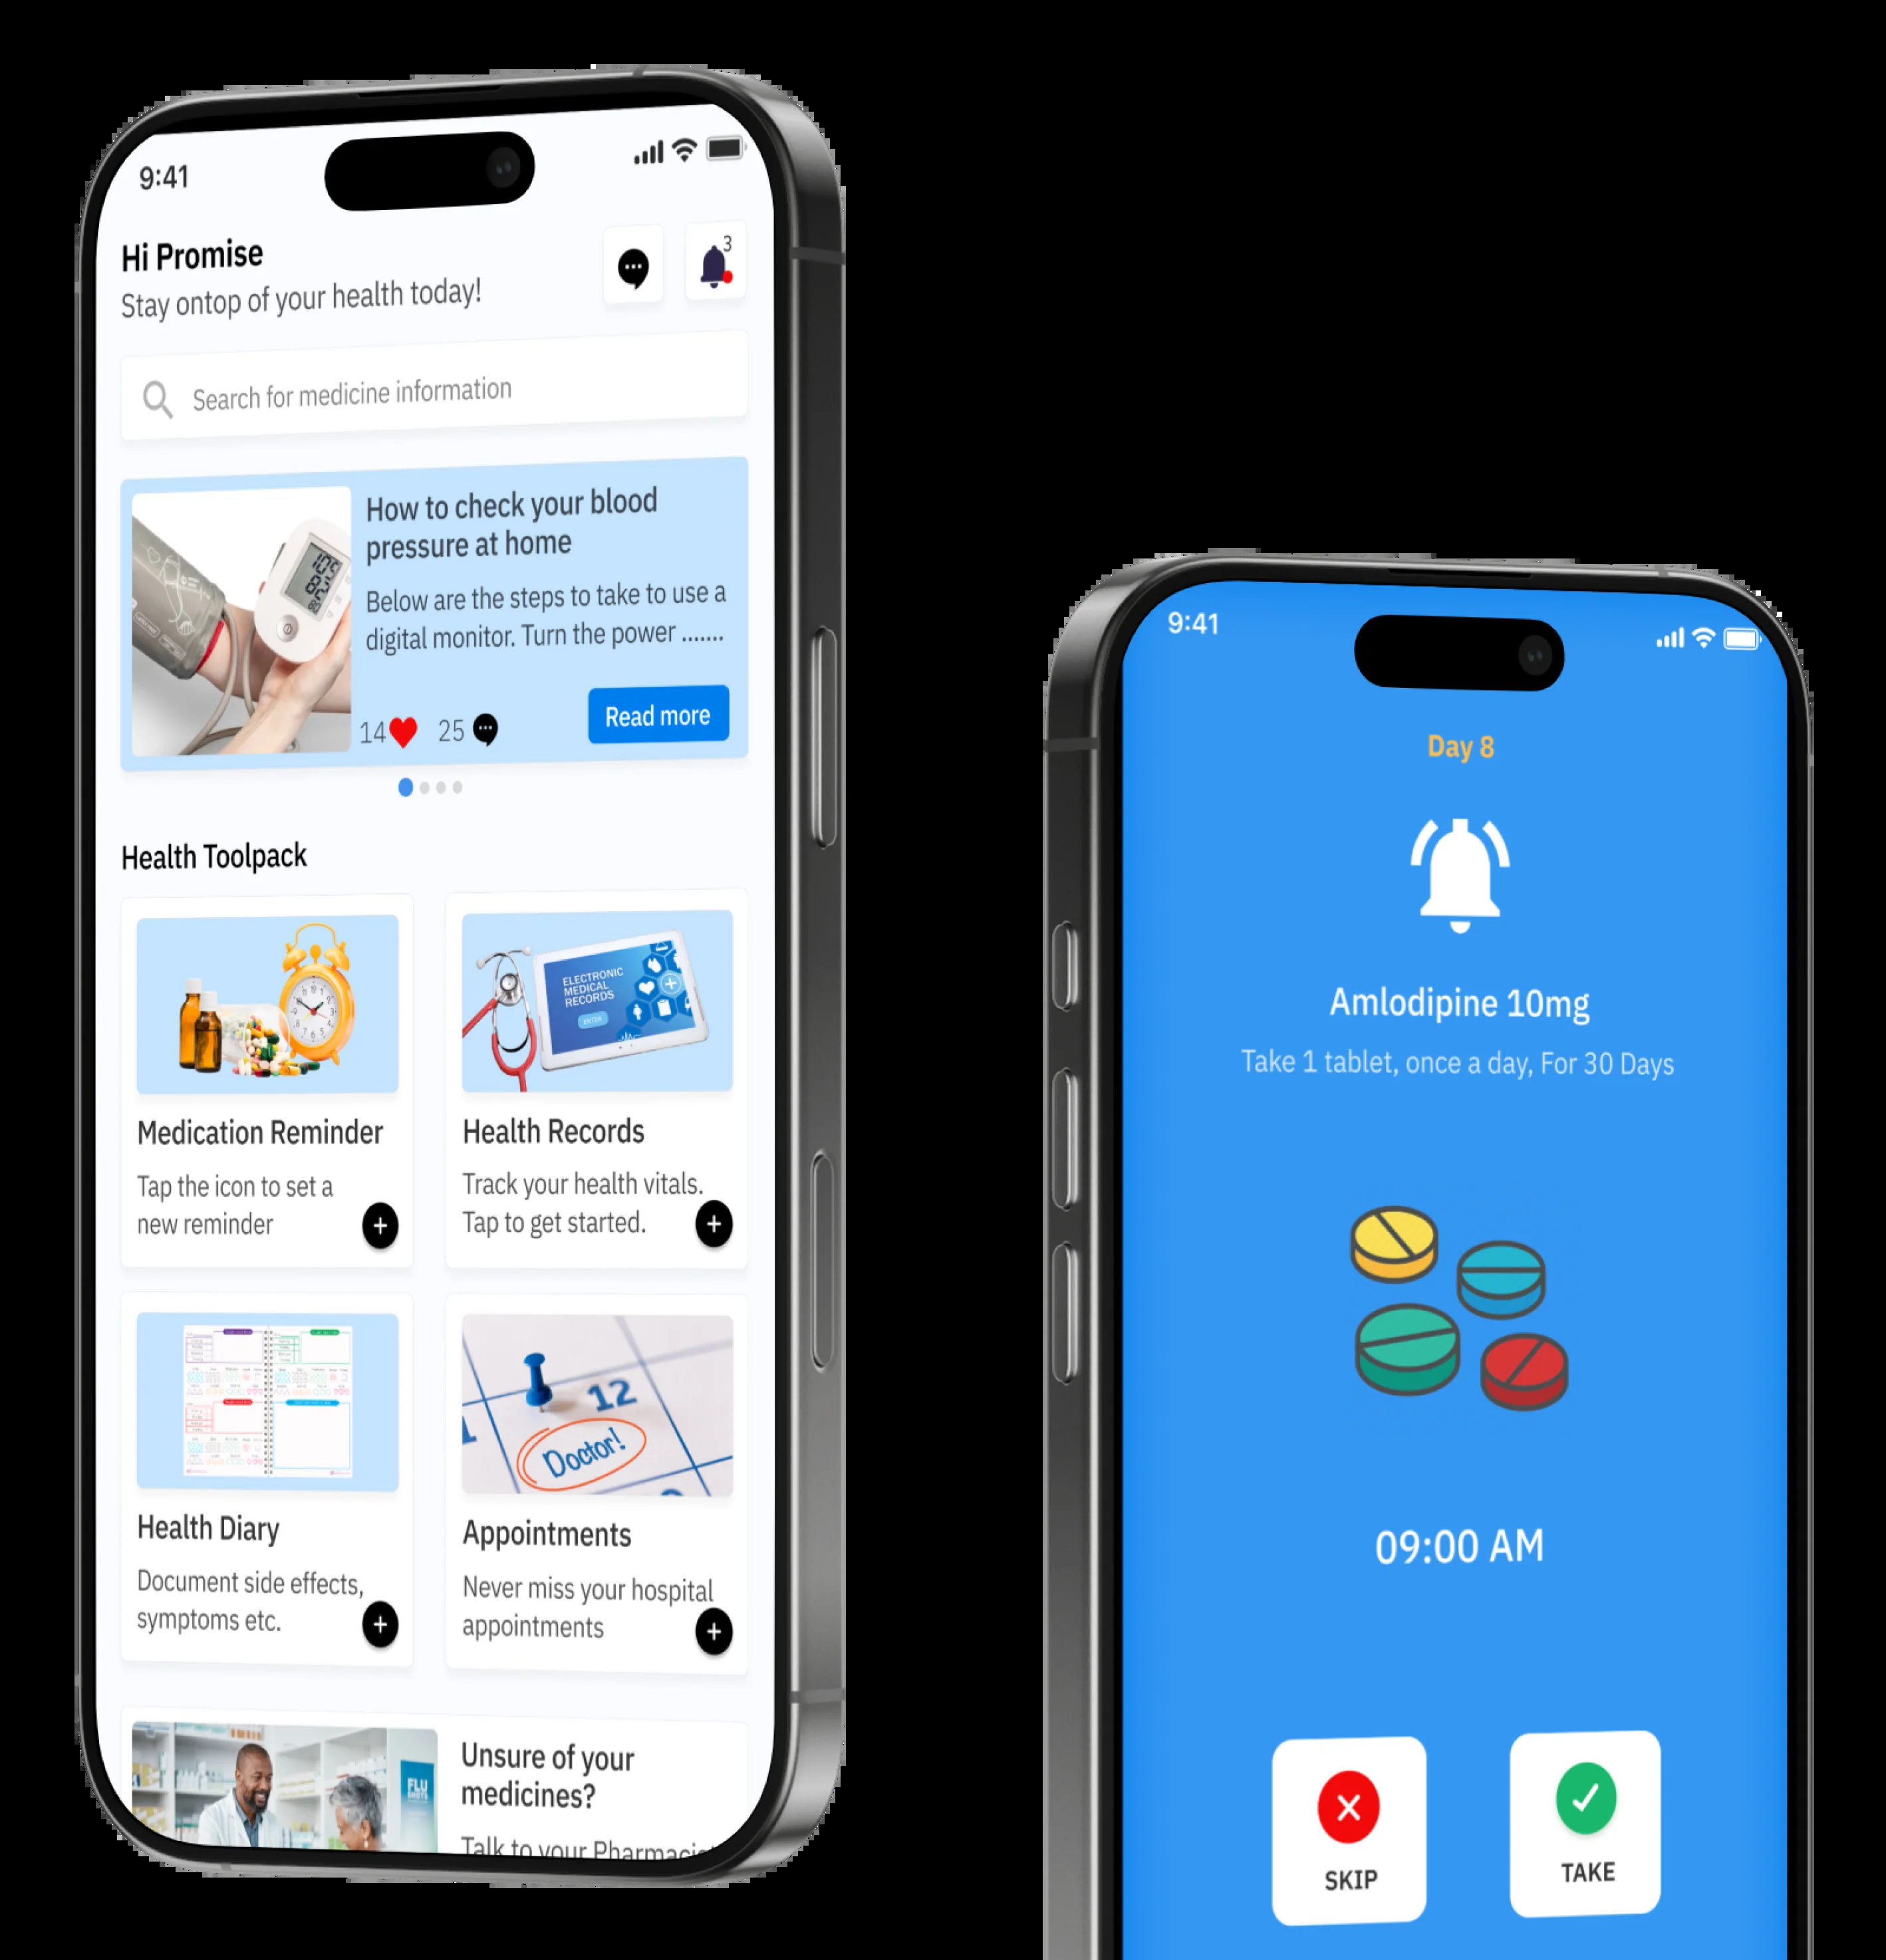 9:41
Hi Promise
3
Stay ontop of your health today!
Search for medicine information
How to check your blood
pressure at home
Below are the steps to take to use a
digital monitor. Turn the power .......
14 25
Read more
Health Toolpack
ELECTRONIC
MEDICAL
RECORDS
ENTER
Medication Reminder
Tap the icon to set a
new reminder
Health Records
Track your health vitals.
Tap to get started.
12
Doctor!
Health Diary
Document side effects,
symptoms etc.
Appointments
Never miss your hospital
appointments
FLU
SHOTS
Unsure of your
medicines?
Talk to your Pharmacis
9:41
Day 8
Amlodipine 10mg
Take 1 tablet, once a day, For 30 Days
09:00 AM
SKIP
TAKE